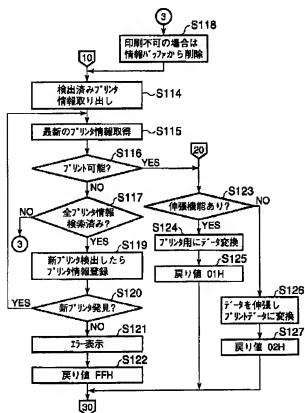 3
S118
印刷不可の場合は
情報バッファから削除
10
検出済みプリンタ
情報取り出し
S114
最新のプリンタ情報取得
S115
S116
プリント可能?
YES
NO
20
S117
全プリンタ情報
検索済み?
NO
3
YES
S123
伸張機能あり?
YES
NO
S124
プリンタ用にデータ変換
S125
戻り値 01H
S119
新プリンタ検出したら
プリンタ情報登録
S120
新プリンタ発見?
YES
NO
S126
データを伸張し
プリントデータに変換
S127
戻り値 02H
S121
エラー表示
S122
戻り値 FFH
30